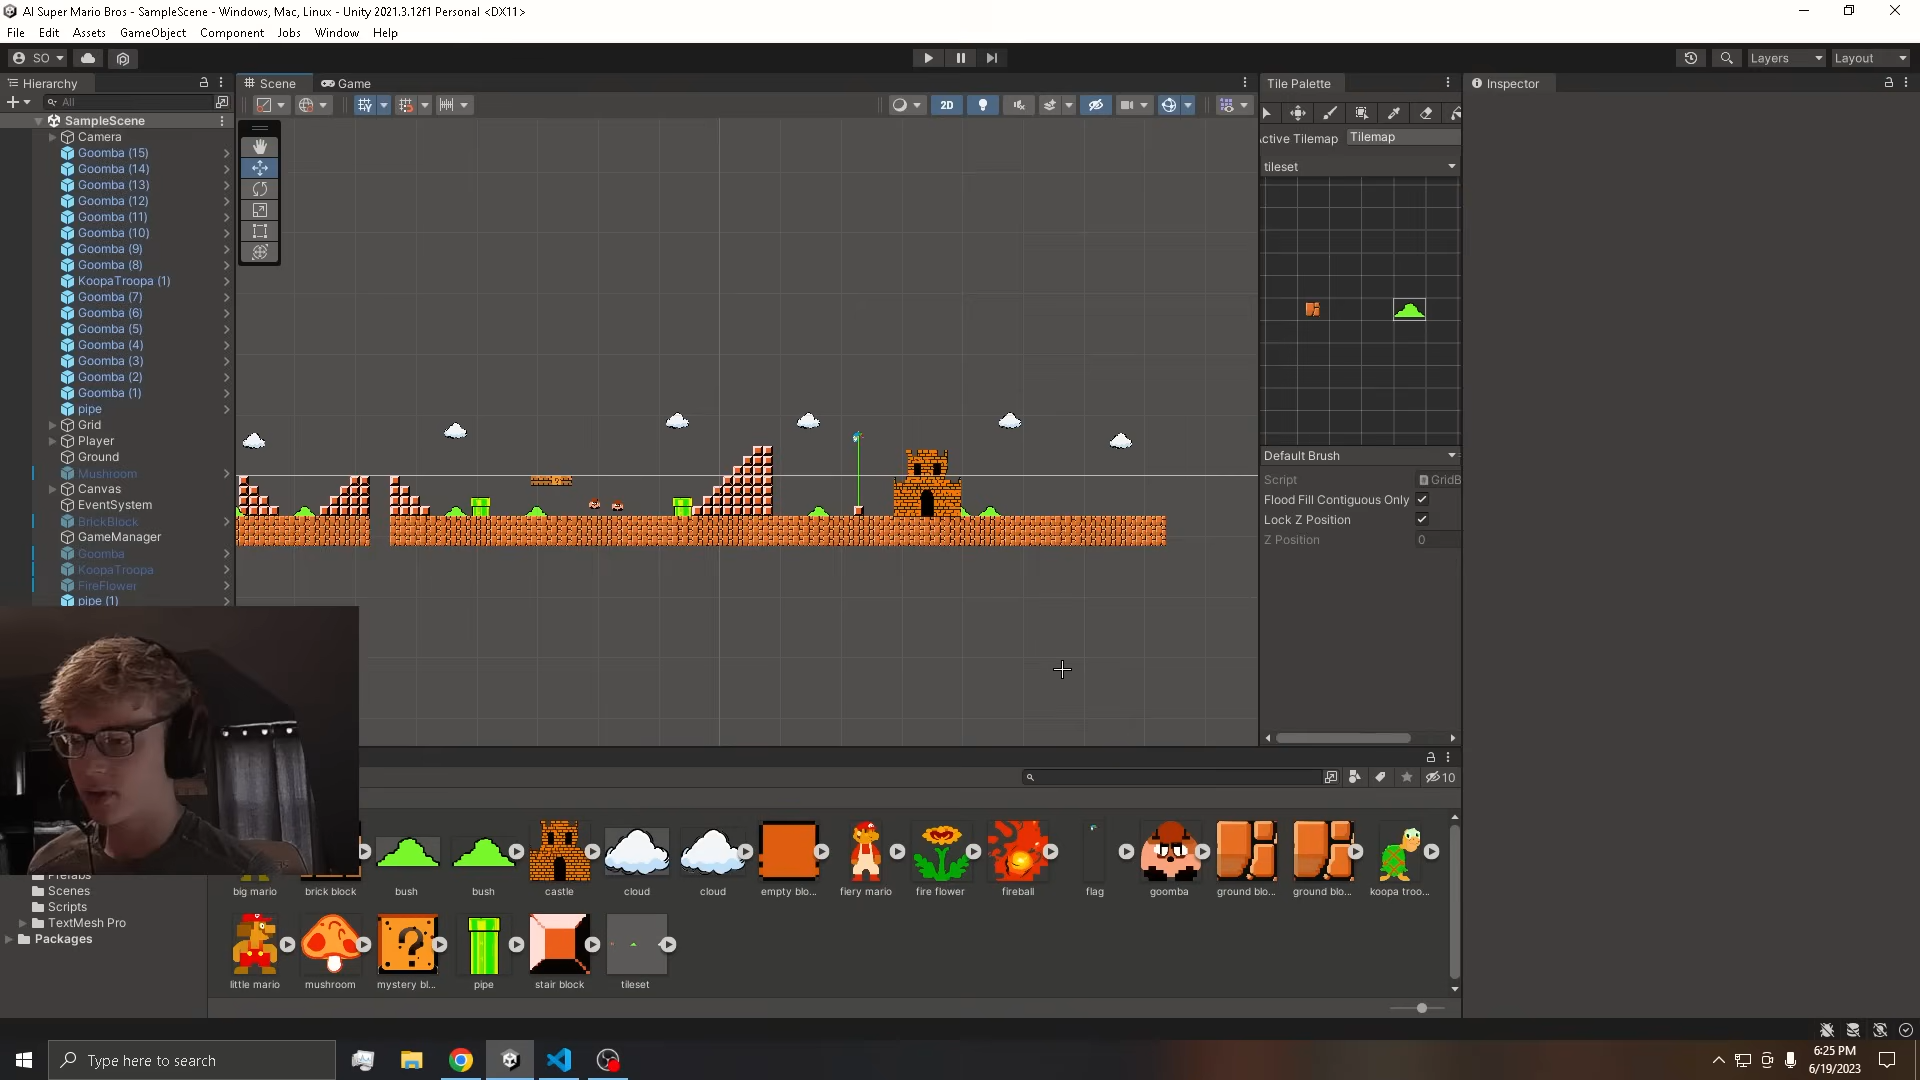 AI Super Mario Bros - SampleScene - Windows, Mac, Linux - Unity 2021.3.12f1 Personal <DX11>
File Edit Assets GameObject Component Jobs Window Help
SO Layers Layout
Hierarchy Scene Game Tile Palette Inspector
All 2D
SampleScene
Camera
Goomba (15)
Goomba (14)
Goomba (13)
Goomba (12)
Goomba (11)
Goomba (10)
Goomba (9)
Goomba (8)
KoopaTroopa (1)
Goomba (7)
Goomba (6)
Goomba (5)
Goomba (4)
Goomba (3)
Goomba (2)
Goomba (1)
pipe
Grid
Player
Ground
Mushroom
Canvas
EventSystem
BrickBlock
GameManager
Goomba
KoopaTroopa
FireFlower
pipe (1)
ctive Tilemap Tilemap
tileset
Default Brush
Script GridB
Flood Fill Contiguous Only
Lock Z Position
Z Position 0
10
big mario brick block bush bush castle cloud cloud empty blo... fiery mario fire flower fireball flag goomba ground blo... ground blo... koopa troo...
little mario mushroom mystery bl... pipe stair block tileset
Prefabs
Scenes
Scripts
TextMesh Pro
Packages
Type here to search
6:25 PM
6/19/2023